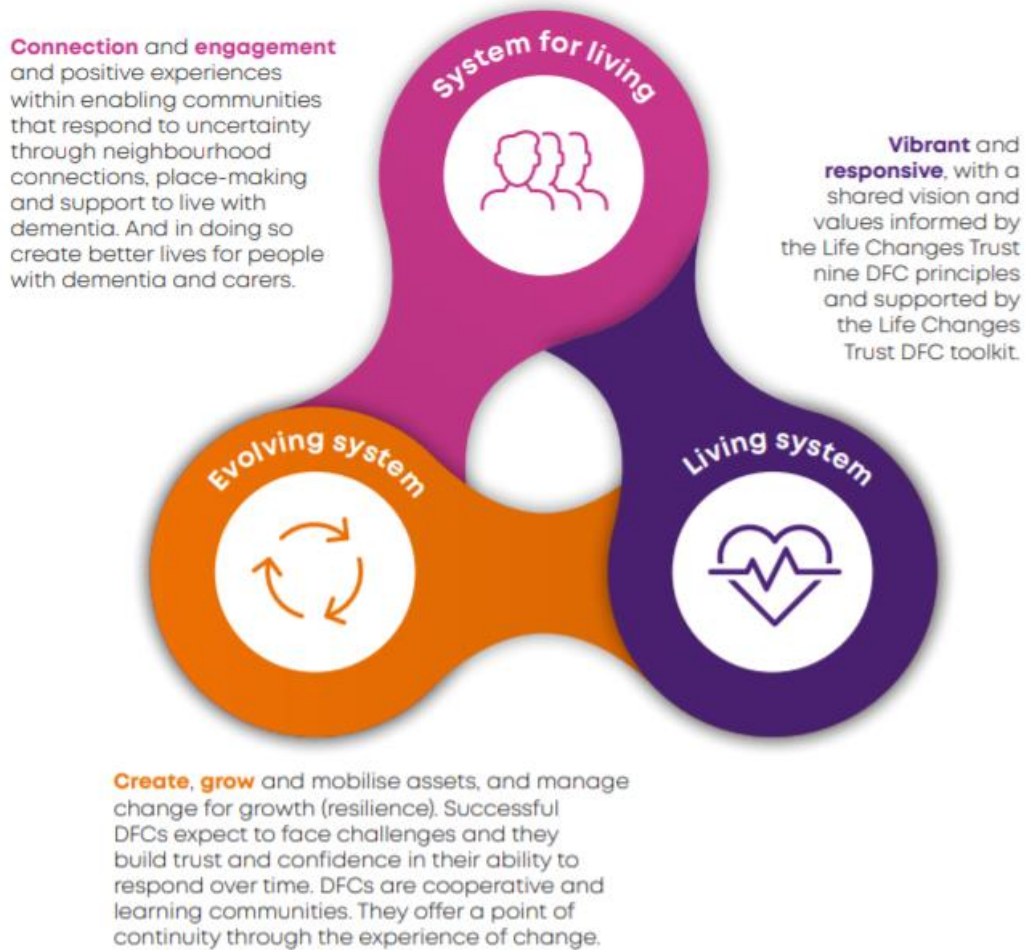 Connection and engagement
and positive experiences
within enabling communities
that respond to uncertainty
through neighbourhood
connections, place-making
and support to live with
dementia. And in doing so
create better lives for people
with dementia and carers.
System for living
Vibrant and
responsive, with a
shared vision and
values informed by
the Life Changes Trust
nine DFC principles
and supported by
the Life Changes
Trust DFC toolkit.
Evolving system
Living system
Create, grow and mobilise assets, and manage
change for growth (resilience). Successful
DFCs expect to face challenges and they
build trust and confidence in their ability to
respond over time. DFCs are cooperative and
learning communities. They offer a point of
continuity through the experience of change.